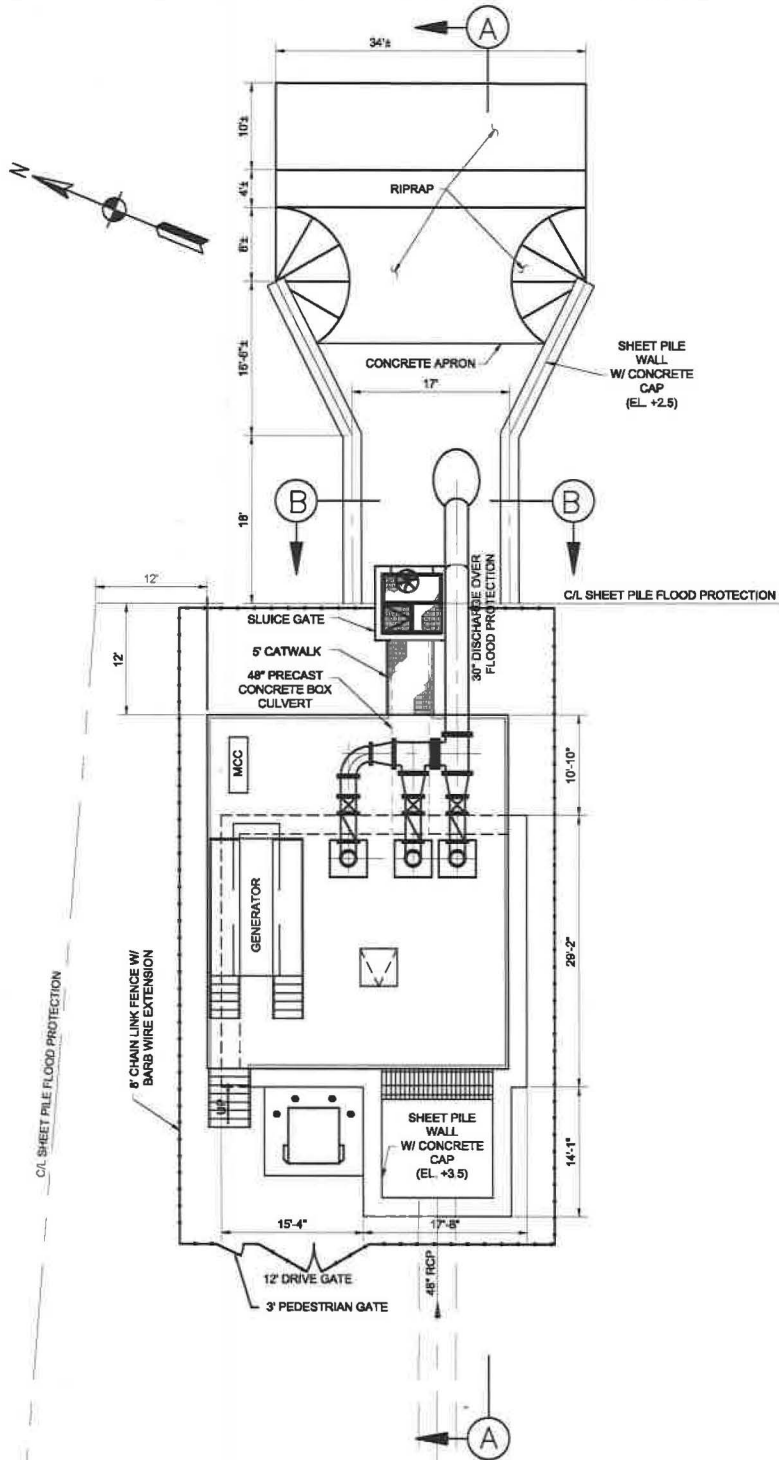 A
34'±
10'±
N
RIPRAP
4'±
8'±
16'-6"±
CONCRETE APRON
SHEET PILE
WALL
W/ CONCRETE
CAP
(EL. +2.5)
17'
B
B
18'
12'
C/L SHEET PILE FLOOD PROTECTION
SLUICE GATE
30" DISCHARGE OVER
FLOOD PROTECTION
12'
5' CATWALK
48" PRECAST
CONCRETE BOX
CULVERT
MCC
10'-10"
GENERATOR
29'-2"
8' CHAIN LINK FENCE W/
BARB WIRE EXTENSION
C/L SHEET PILE FLOOD PROTECTION
UP
SHEET PILE
WALL
W/ CONCRETE
CAP
(EL. +3.5)
14'-1"
15'-4"
17'-8"
12' DRIVE GATE
48" RCP
3' PEDESTRIAN GATE
A